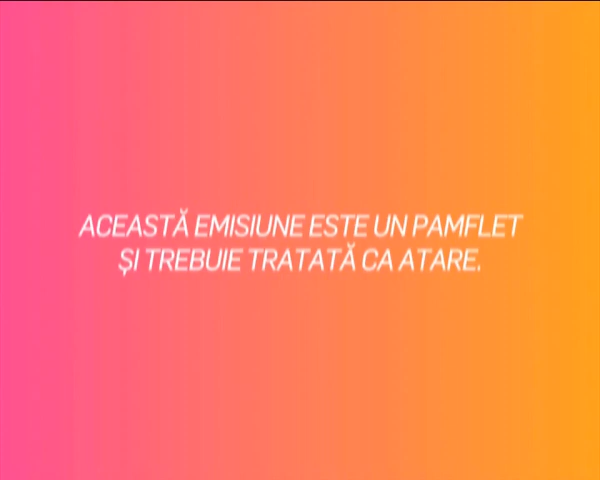 ACEASTĂ EMISIUNE ESTE UN PAMFLET
ȘI TREBUIE TRATATĂ CA ATARE.